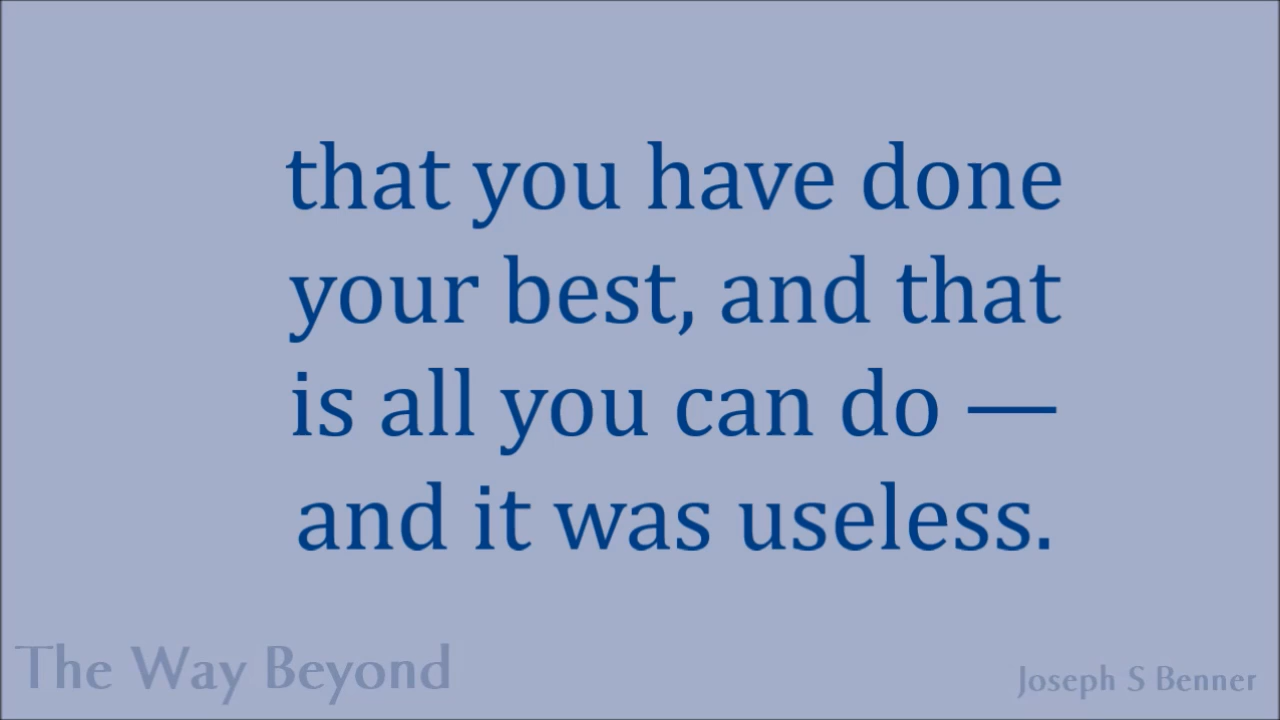 that you have done
your best, and that
is all you can do —
and it was useless.
The Way Beyond
Joseph S Benner